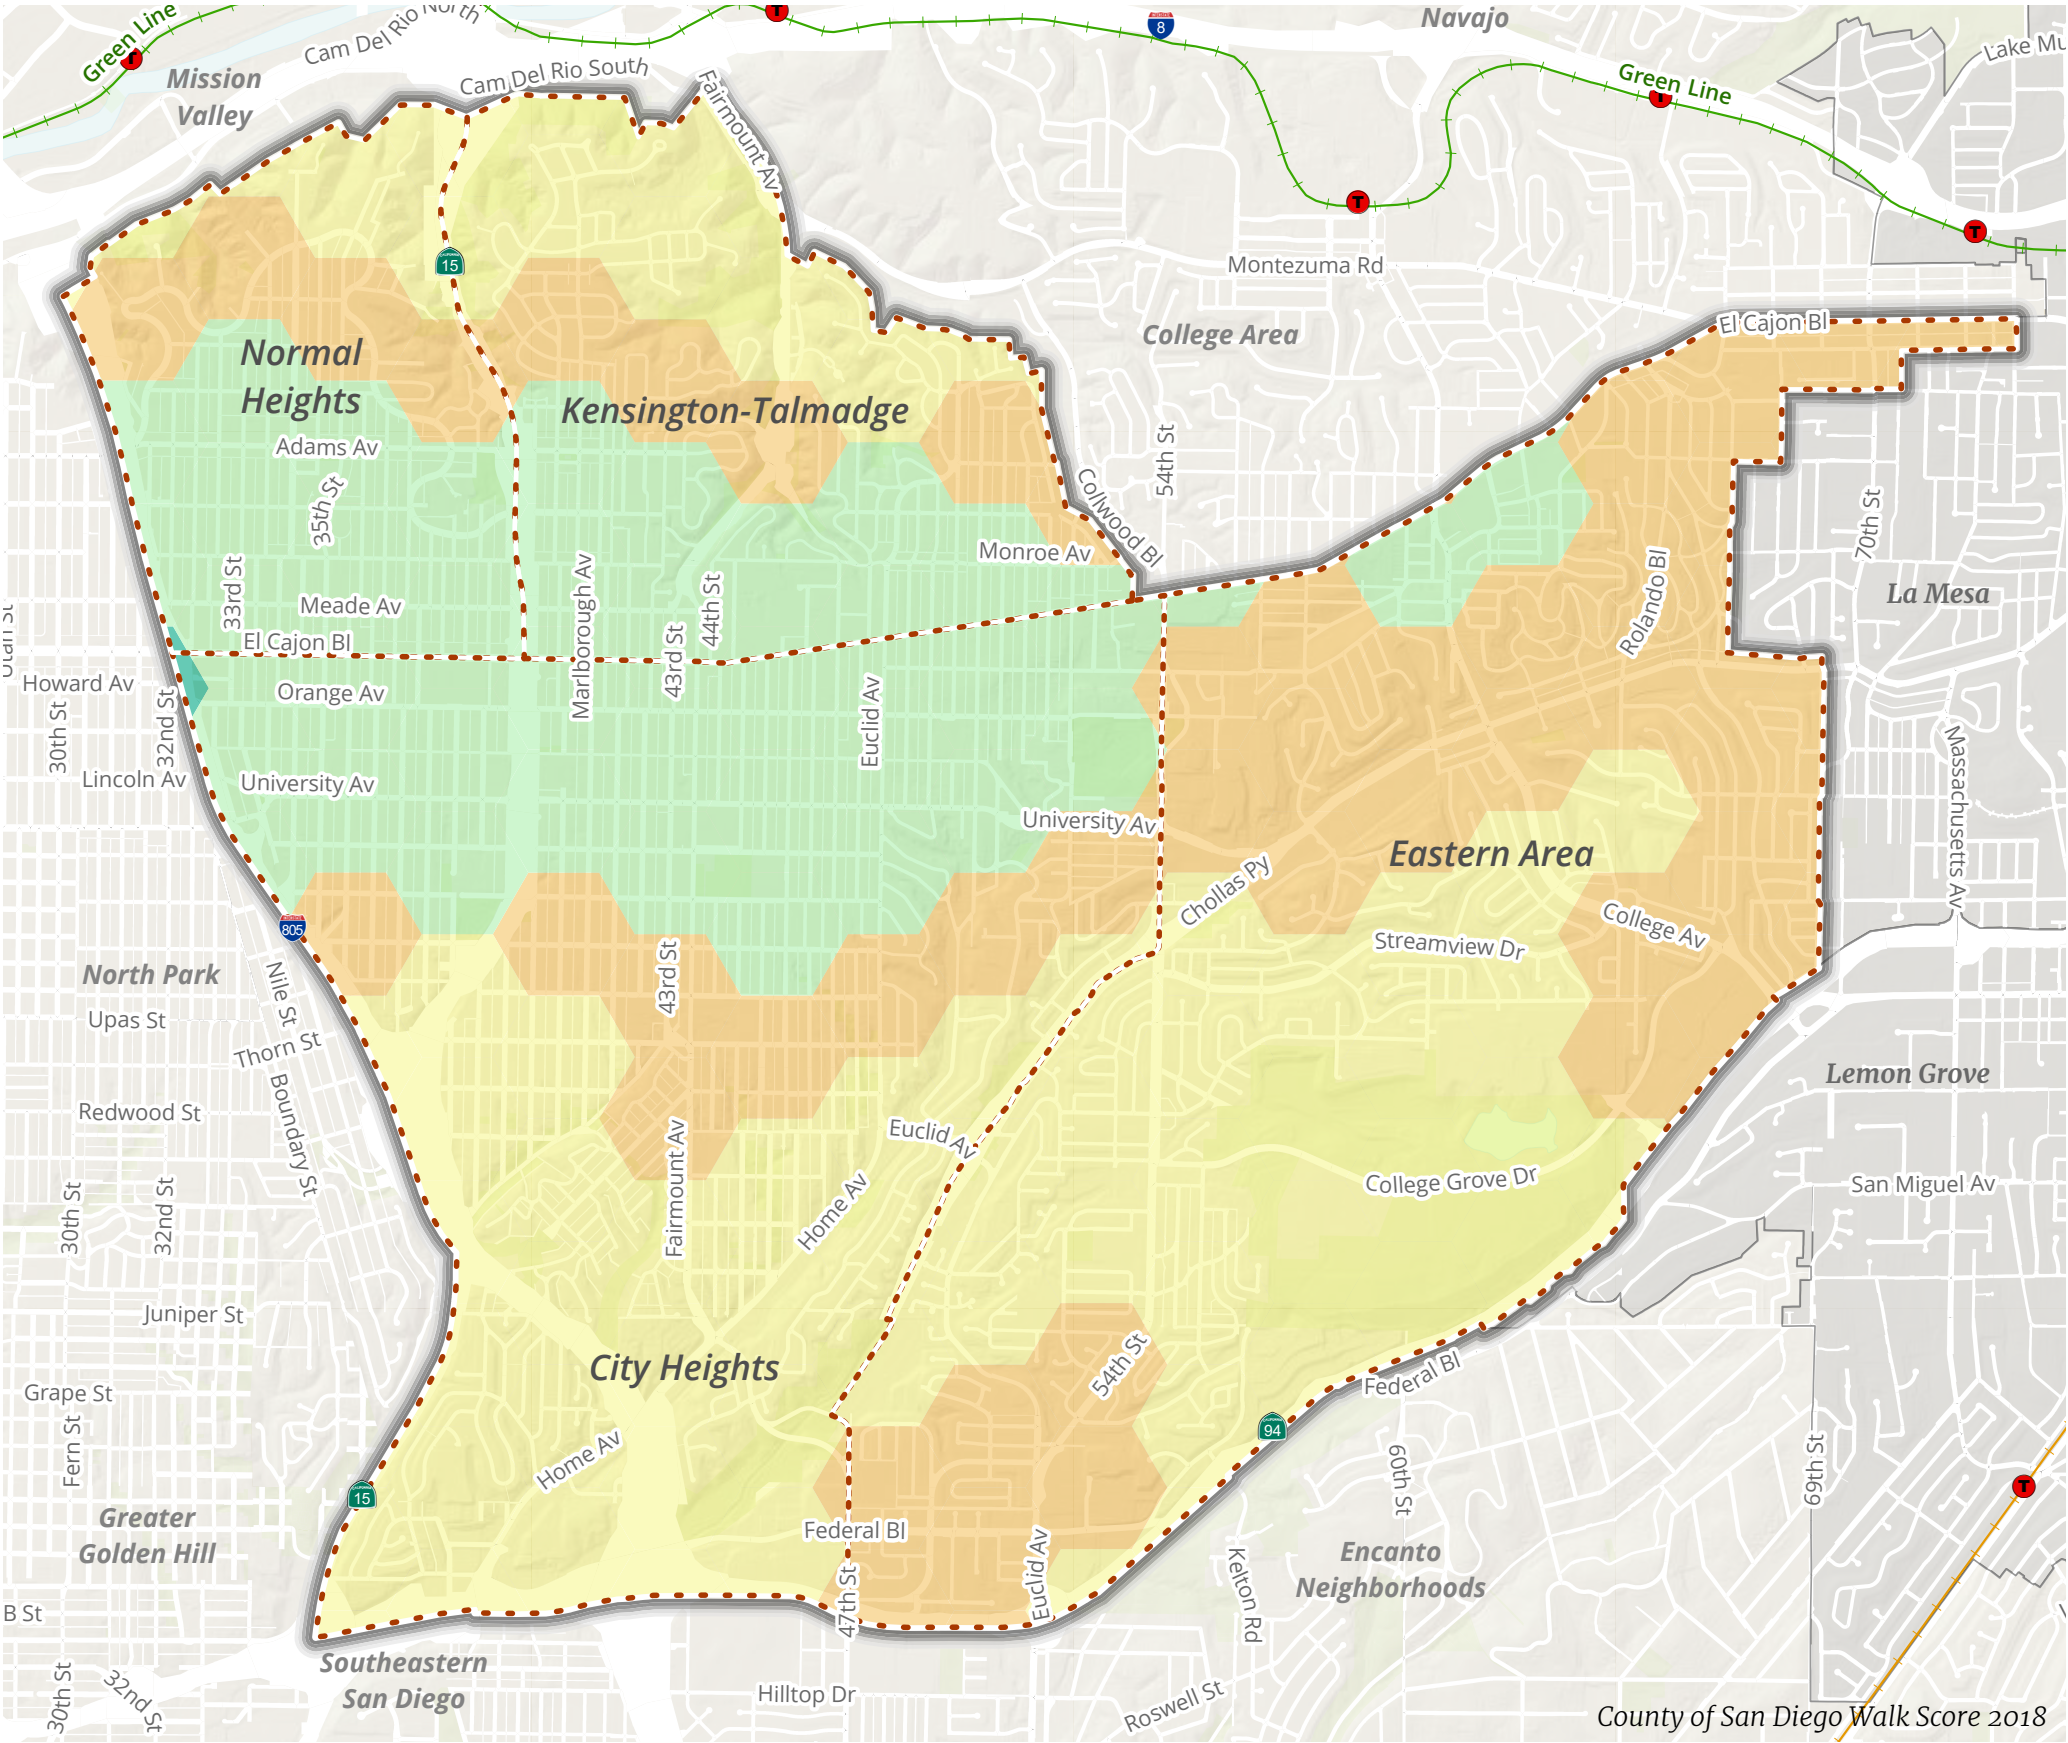 Green Line
Cam Del Rio North
8
Navajo
Lake Mu
Mission
Valley
Cam Del Rio South
Fairmount Av
Green Line
15
Montezuma Rd
College Area
El Cajon Bl
Normal
Heights
Kensington-Talmadge
Adams Av
35th St
54th St
Collwood Bl
70th St
Monroe Av
33rd St
Meade Av
Marlborough Av
44th St
43rd St
Rolando Bl
La Mesa
Utah St
El Cajon Bl
Howard Av
32nd St
Orange Av
30th St
Euclid Av
Lincoln Av
University Av
University Av
Massachusetts Av
Eastern Area
Chollas Py
College Av
Streamview Dr
805
North Park
Nile St
43rd St
Upas St
Thorn St
Boundary St
Lemon Grove
Redwood St
Euclid Av
Fairmount Av
Home Av
College Grove Dr
San Miguel Av
30th St
32nd St
Juniper St
City Heights
54th St
Federal Bl
Grape St
Fern St
94
Home Av
60th St
69th St
15
Greater
Golden Hill
Federal Bl
Euclid Av
47th St
Kelton Rd
Encanto
Neighborhoods
B St
Southeastern
San Diego
30th St
32nd St
Hilltop Dr
Roswell St
County of San Diego Walk Score 2018